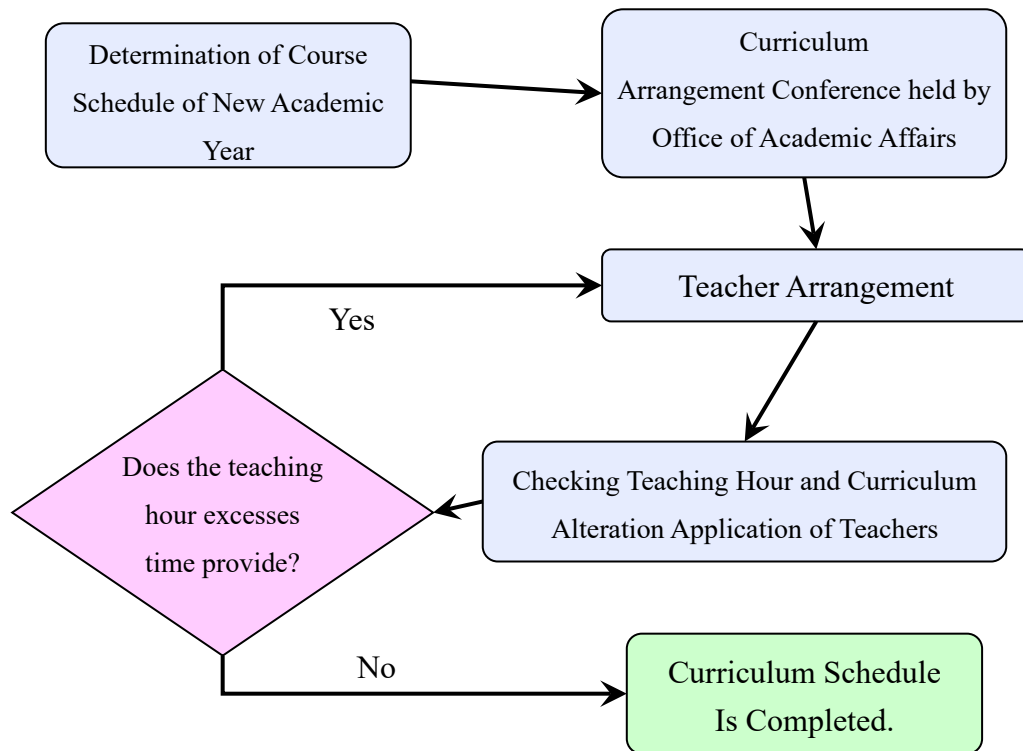 Determination of Course
Schedule of New Academic
Year
Curriculum
Arrangement Conference held by
Office of Academic Affairs
Teacher Arrangement
Yes
Does the teaching
hour excesses
time provide?
Checking Teaching Hour and Curriculum
Alteration Application of Teachers
No
Curriculum Schedule
Is Completed.